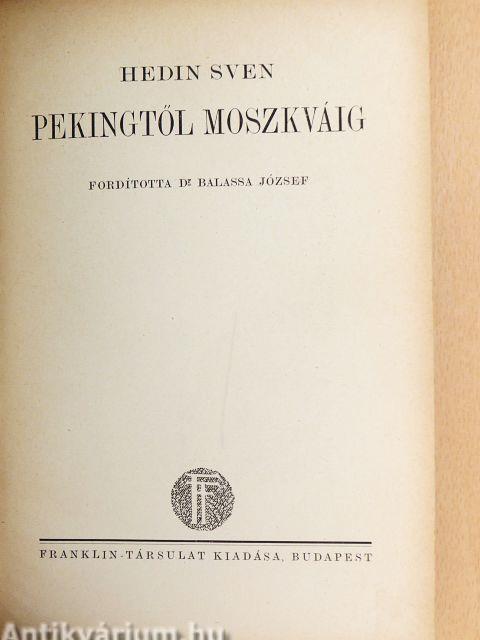 HEDIN SVEN
PEKINGTŐL MOSZKVÁIG
FORDÍTOTTA Dr BALASSA JÓZSEF
FT
FRANKLIN-TÁRSULAT KIADÁSA, BUDAPEST
Antikvárium.hu